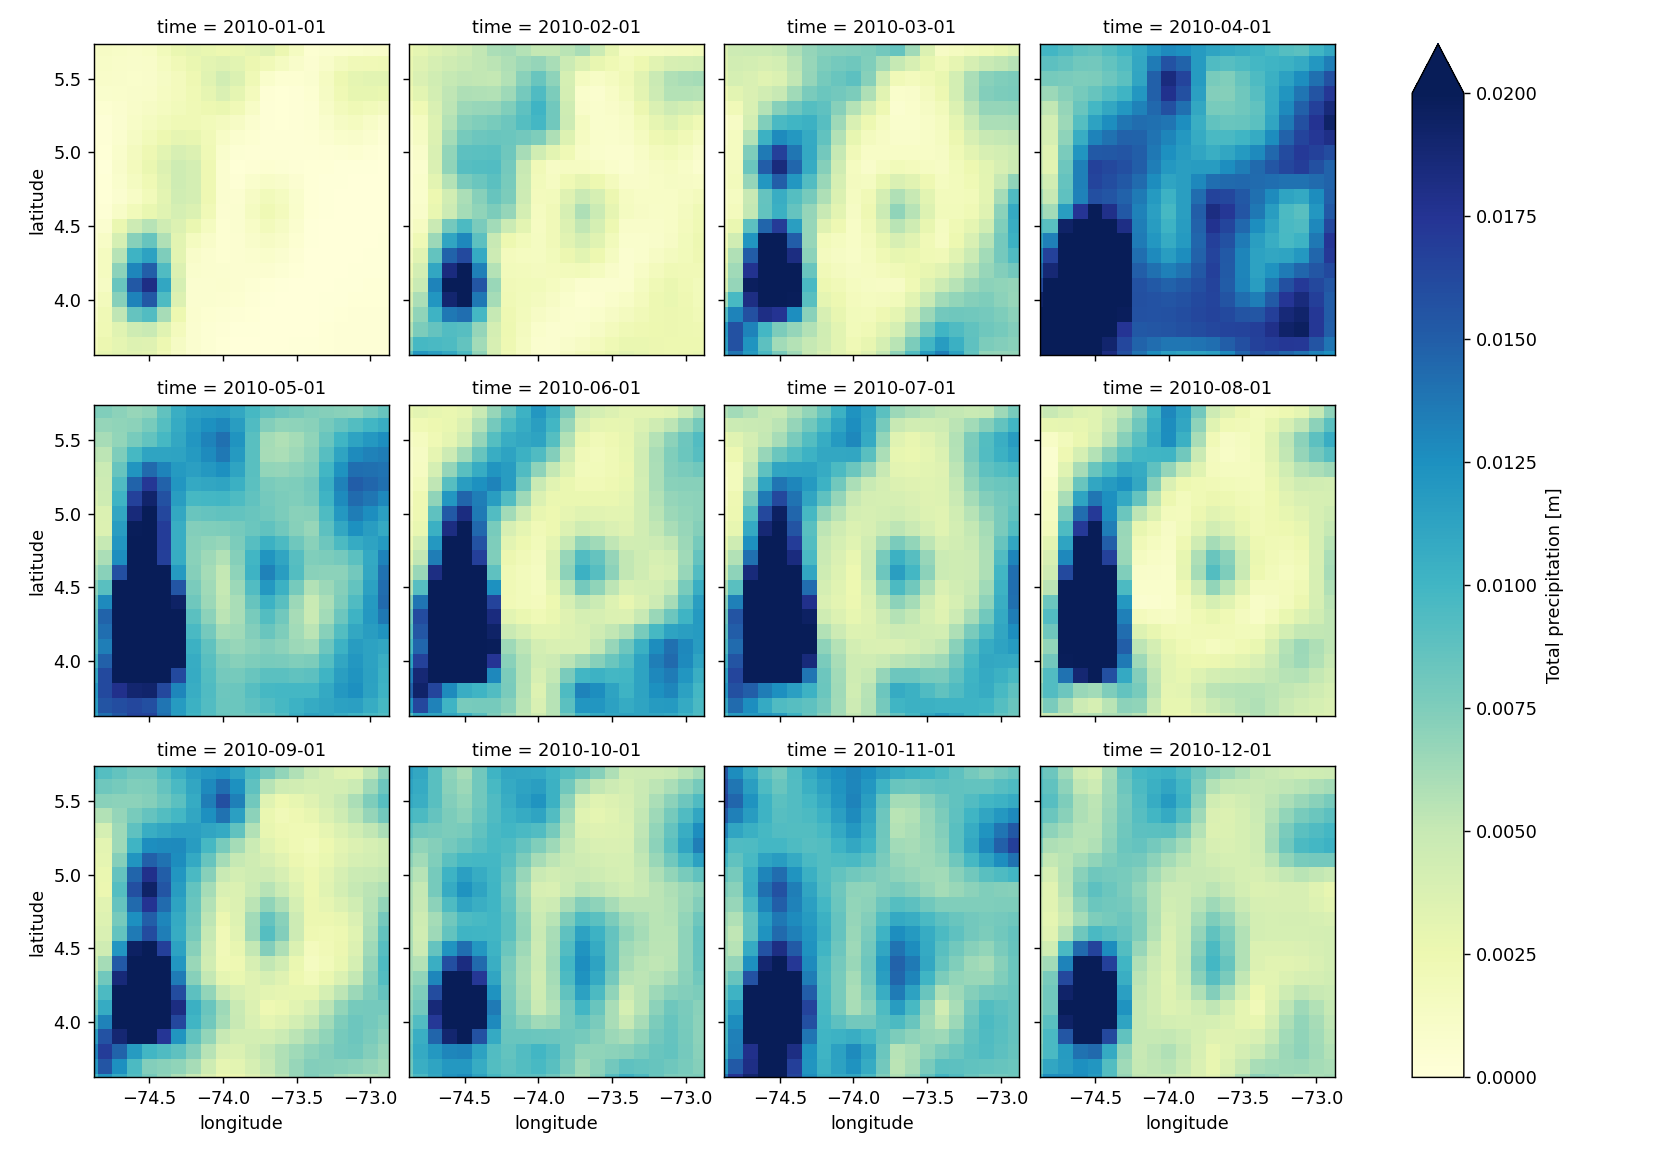 time = 2010-01-01
time = 2010-02-01
time = 2010-03-01
time = 2010-04-01
5.5
5.0
4.5
4.0
latitude
time = 2010-05-01
time = 2010-06-01
time = 2010-07-01
time = 2010-08-01
5.5
5.0
4.5
4.0
latitude
time = 2010-09-01
time = 2010-10-01
time = 2010-11-01
time = 2010-12-01
5.5
5.0
4.5
4.0
latitude
−74.5 −74.0 −73.5 −73.0
longitude
−74.5 −74.0 −73.5 −73.0
longitude
−74.5 −74.0 −73.5 −73.0
longitude
−74.5 −74.0 −73.5 −73.0
longitude
0.0200
0.0175
0.0150
0.0125
0.0100
0.0075
0.0050
0.0025
0.0000
Total precipitation [m]